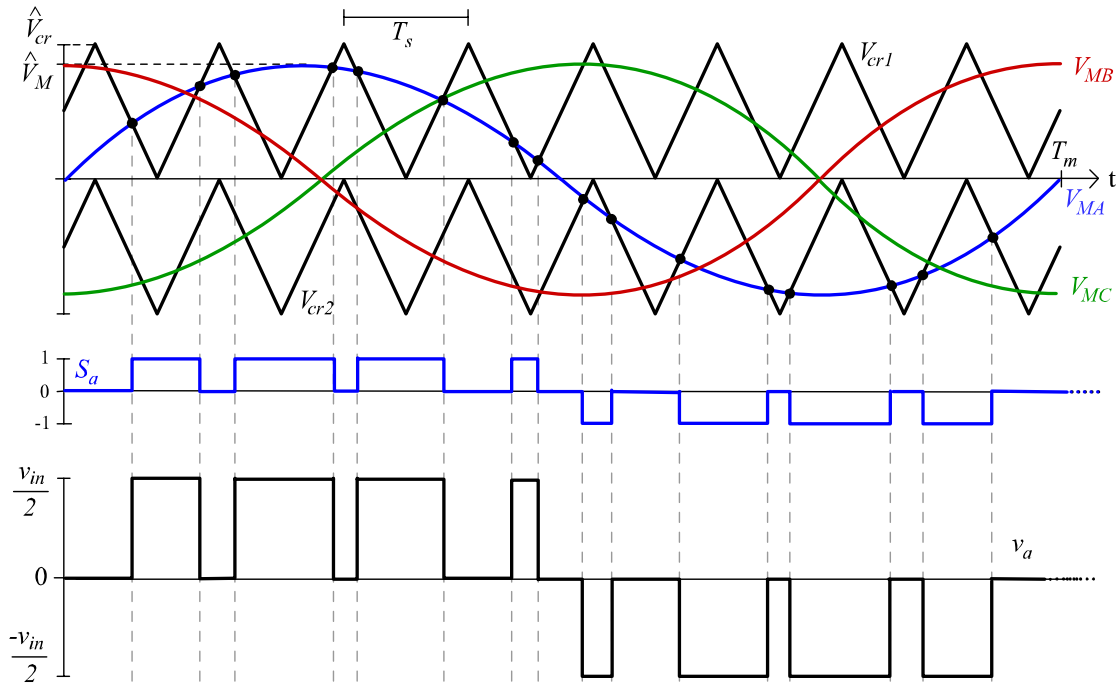 V̂cr
V̂M
Ts
Vcr1
VMB
Tm
t
VMA
Vcr2
VMC
Sa
1
0
-1
vin
2
0
va
-vin
2